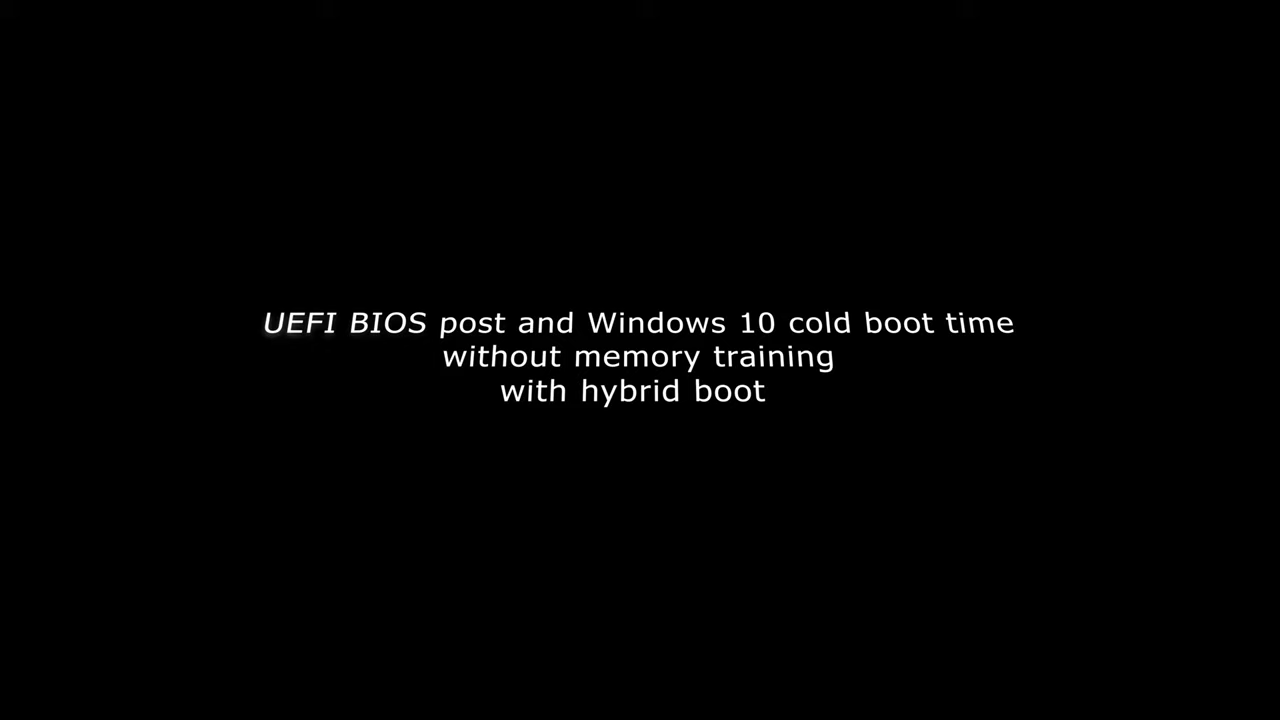 UEFI BIOS post and Windows 10 cold boot time
without memory training
with hybrid boot